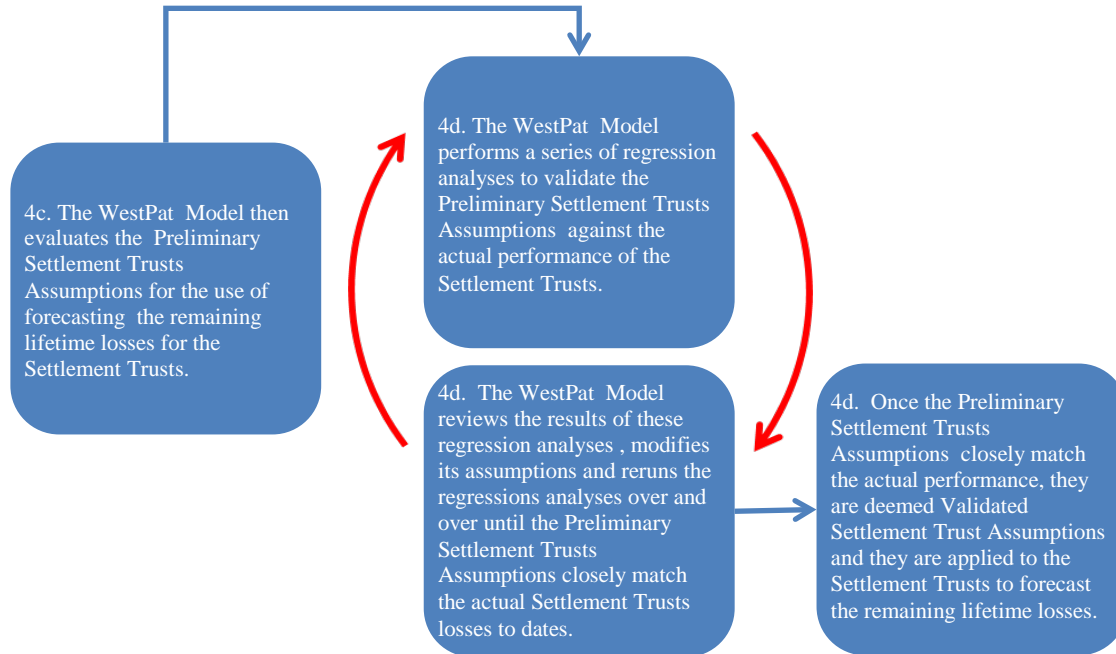 4c. The WestPat  Model then
evaluates the  Preliminary
Settlement Trusts
Assumptions for the use of
forecasting  the remaining
lifetime losses for the
Settlement Trusts.
4d. The WestPat  Model
performs a series of regression
analyses to validate the
Preliminary Settlement Trusts
Assumptions  against the
actual performance of the
Settlement Trusts.
4d.  The WestPat  Model
reviews the results of these
regression analyses , modifies
its assumptions and reruns the
regressions analyses over and
over until the Preliminary
Settlement Trusts
Assumptions closely match
the actual Settlement Trusts
losses to dates.
4d.  Once the Preliminary
Settlement Trusts
Assumptions  closely match
the actual performance, they
are deemed Validated
Settlement Trust Assumptions
and they are applied to the
Settlement Trusts to forecast
the remaining lifetime losses.